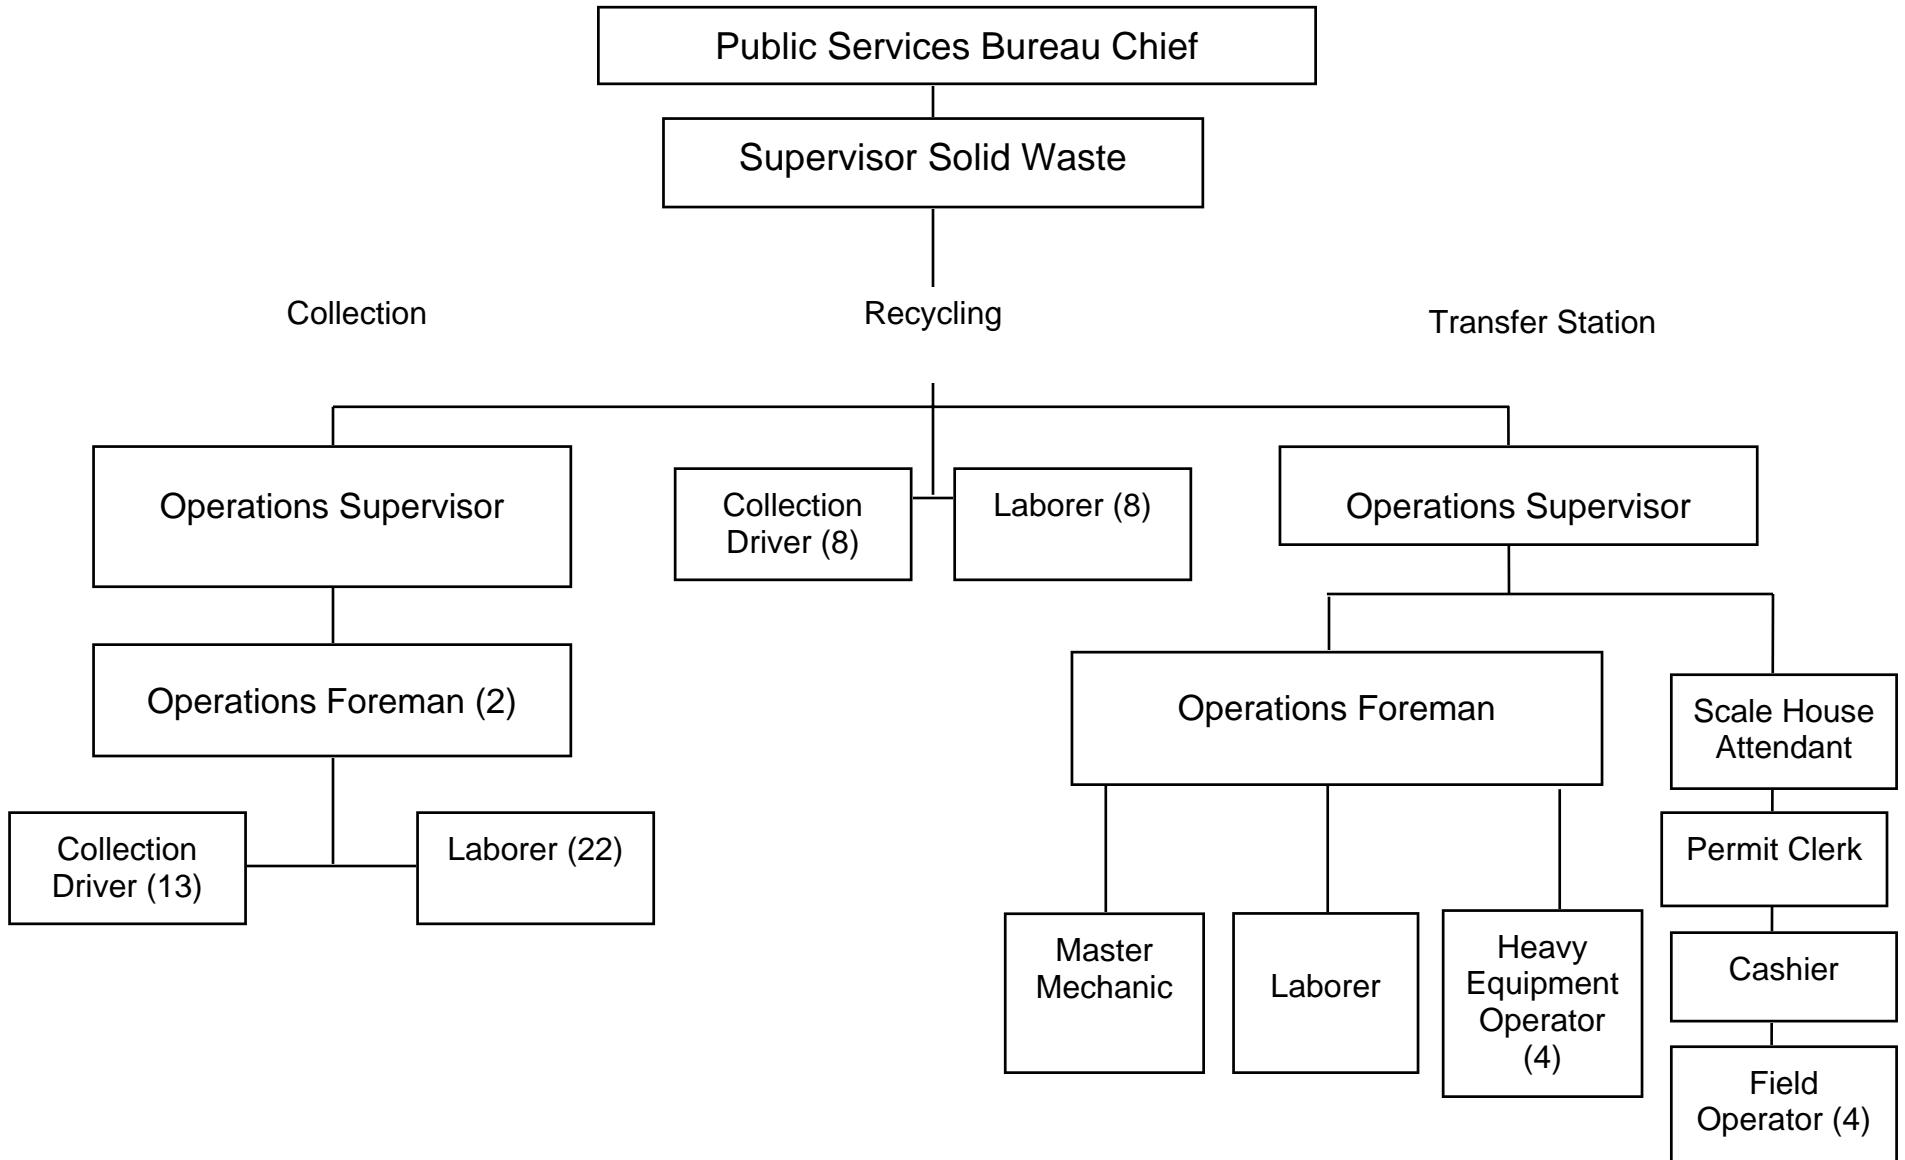 Public Services Bureau Chief
Supervisor Solid Waste
Collection
Recycling
Transfer Station
Operations Supervisor
Collection
Driver (8)
Laborer (8)
Operations Supervisor
Operations Foreman (2)
Operations Foreman
Scale House
Attendant
Collection
Driver (13)
Laborer (22)
Permit Clerk
Master
Mechanic
Laborer
Heavy
Equipment
Operator
(4)
Cashier
Field
Operator (4)